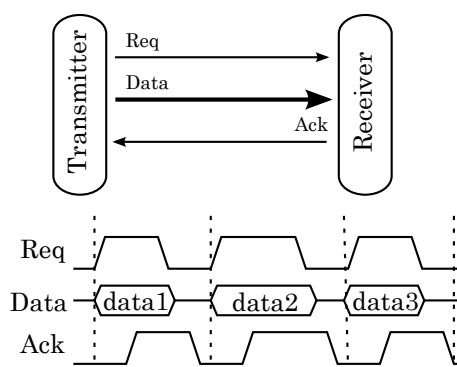 Transmitter
Req
Data
Ack
Receiver
Req
Data data1 data2 data3
Ack